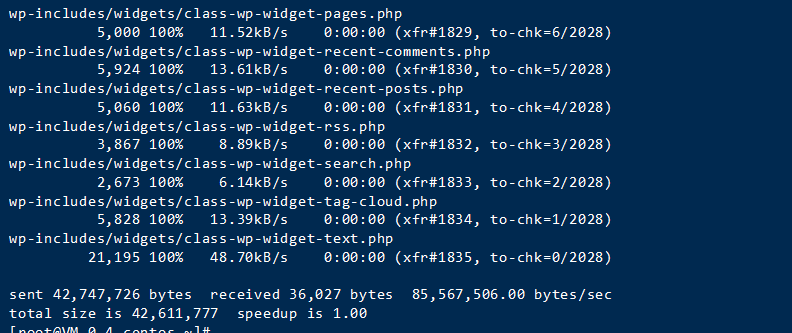 wp-includes/widgets/class-wp-widget-pages.php
5,000 100% 11.52kB/s 0:00:00 (xfr#1829, to-chk=6/2028)
wp-includes/widgets/class-wp-widget-recent-comments.php
5,924 100% 13.61kB/s 0:00:00 (xfr#1830, to-chk=5/2028)
wp-includes/widgets/class-wp-widget-recent-posts.php
5,060 100% 11.63kB/s 0:00:00 (xfr#1831, to-chk=4/2028)
wp-includes/widgets/class-wp-widget-rss.php
3,867 100% 8.89kB/s 0:00:00 (xfr#1832, to-chk=3/2028)
wp-includes/widgets/class-wp-widget-search.php
2,673 100% 6.14kB/s 0:00:00 (xfr#1833, to-chk=2/2028)
wp-includes/widgets/class-wp-widget-tag-cloud.php
5,828 100% 13.39kB/s 0:00:00 (xfr#1834, to-chk=1/2028)
wp-includes/widgets/class-wp-widget-text.php
21,195 100% 48.70kB/s 0:00:00 (xfr#1835, to-chk=0/2028)
sent 42,747,726 bytes received 36,027 bytes 85,567,506.00 bytes/sec
total size is 42,611,777 speedup is 1.00
[root@VM-0-4-centos ~]#